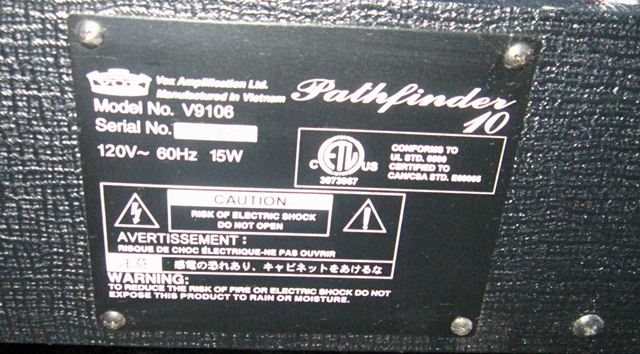 VOX
Vox Amplification Ltd.
Manufactured in Vietnam
Pathfinder
10
Model No. V9106
Serial No.
120V~ 60Hz 15W
C ETL US
3073087
CONFORMS TO
UL STD.
CERTIFIED TO
CAN/CSA STD.
CAUTION
RISK OF ELECTRIC SHOCK
DO NOT OPEN
AVERTISSEMENT :
RISQUE DE CHOC ÉLECTRIQUE-NE PAS OUVRIR
感電の恐れあり、キャビネットをあけるな
WARNING:
TO REDUCE THE RISK OF FIRE OR ELECTRIC SHOCK DO NOT
EXPOSE THIS PRODUCT TO RAIN OR MOISTURE.